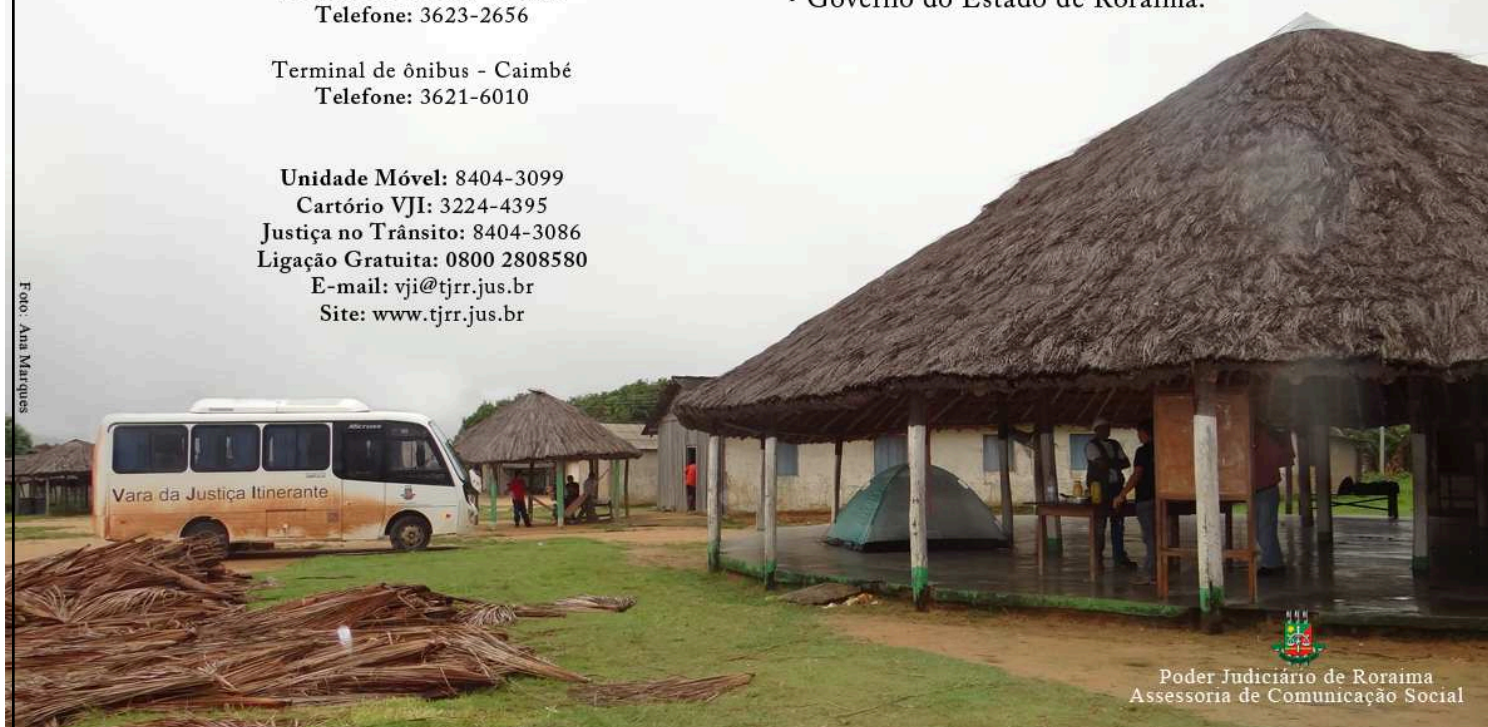 Telefone: 3623-2656
Terminal de ônibus - Caimbé
Telefone: 3621-6010
Unidade Móvel: 8404-3099
Cartório VJI: 3224-4395
Justiça no Trânsito: 8404-3086
Ligação Gratuita: 0800 2808580
E-mail: vji@tjrr.jus.br
Site: www.tjrr.jus.br
Governo do Estado de Roraima.
Foto: Ana Marques
Vara da Justiça Itinerante
Poder Judiciário de Roraima
Assessoria de Comunicação Social